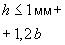 h ≤ 1 мм +
+ 1,2 b